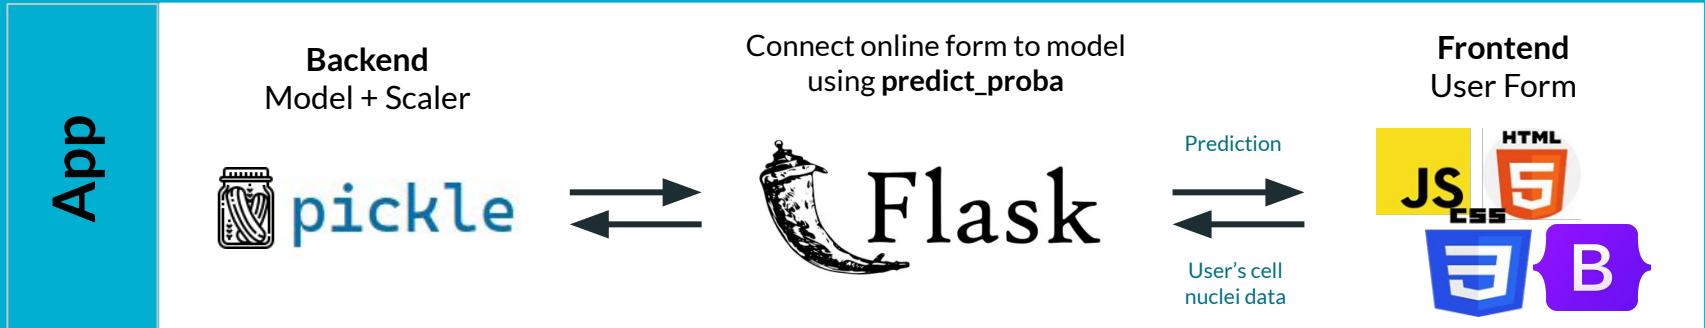 App
Backend
Model + Scaler
pickle
Connect online form to model
using predict_proba
Flask
Prediction
User's cell
nuclei data
Frontend
User Form
JS
HTML
5
CSS
3
B